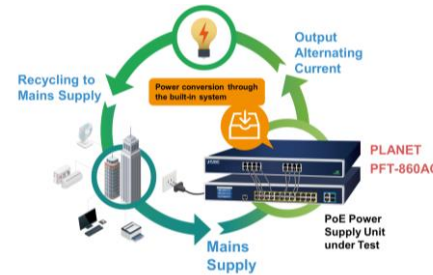 Output
Alternating
Current
Recycling to
Mains Supply
Power conversion through
the built-in system
PLANET
PFT-860AC
PoE Power
Supply Unit
under Test
Mains
Supply